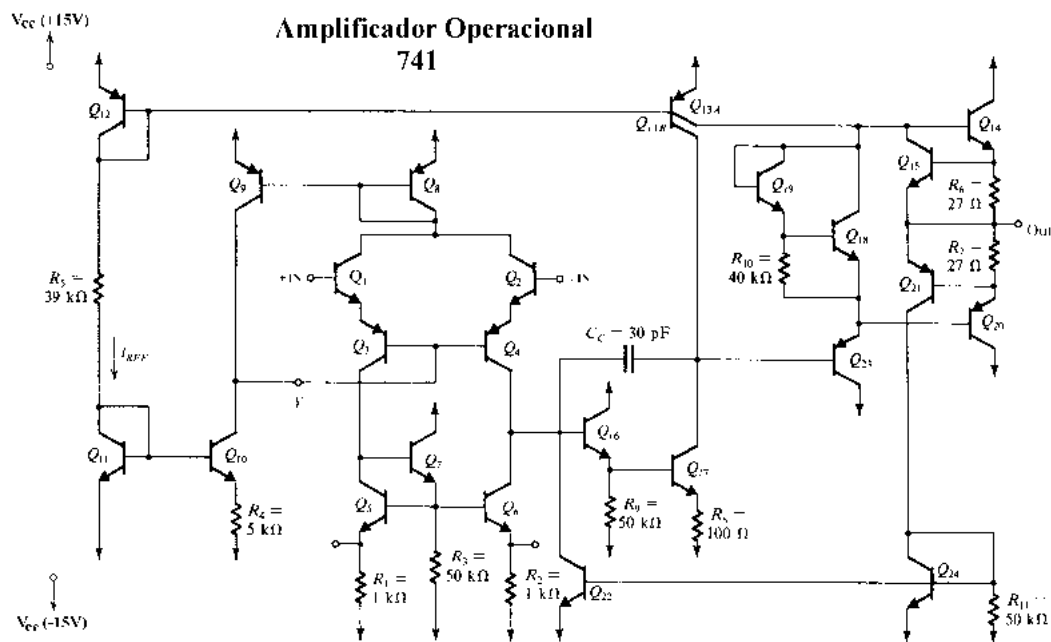 Amplificador Operacional
741
Vcc (+15V)
Q12
Q13A
Q14
Q9
Q8
Q15
R6 =
27 Ω
Q19
Q18
Out
R5 =
39 kΩ
+IN
Q1
Q2
-IN
R10 =
40 kΩ
R7 =
27 Ω
Q21
Q20
IREF
Q3
Q4
CC = 30 pF
Q23
Y
Q11
Q10
Q7
Q16
Q17
R4 =
5 kΩ
Q5
Q6
R9 =
50 kΩ
R8 =
100 Ω
R1 =
1 kΩ
R3 =
50 kΩ
R2 =
1 kΩ
Q22
Q24
R11 =
50 kΩ
(-15V)